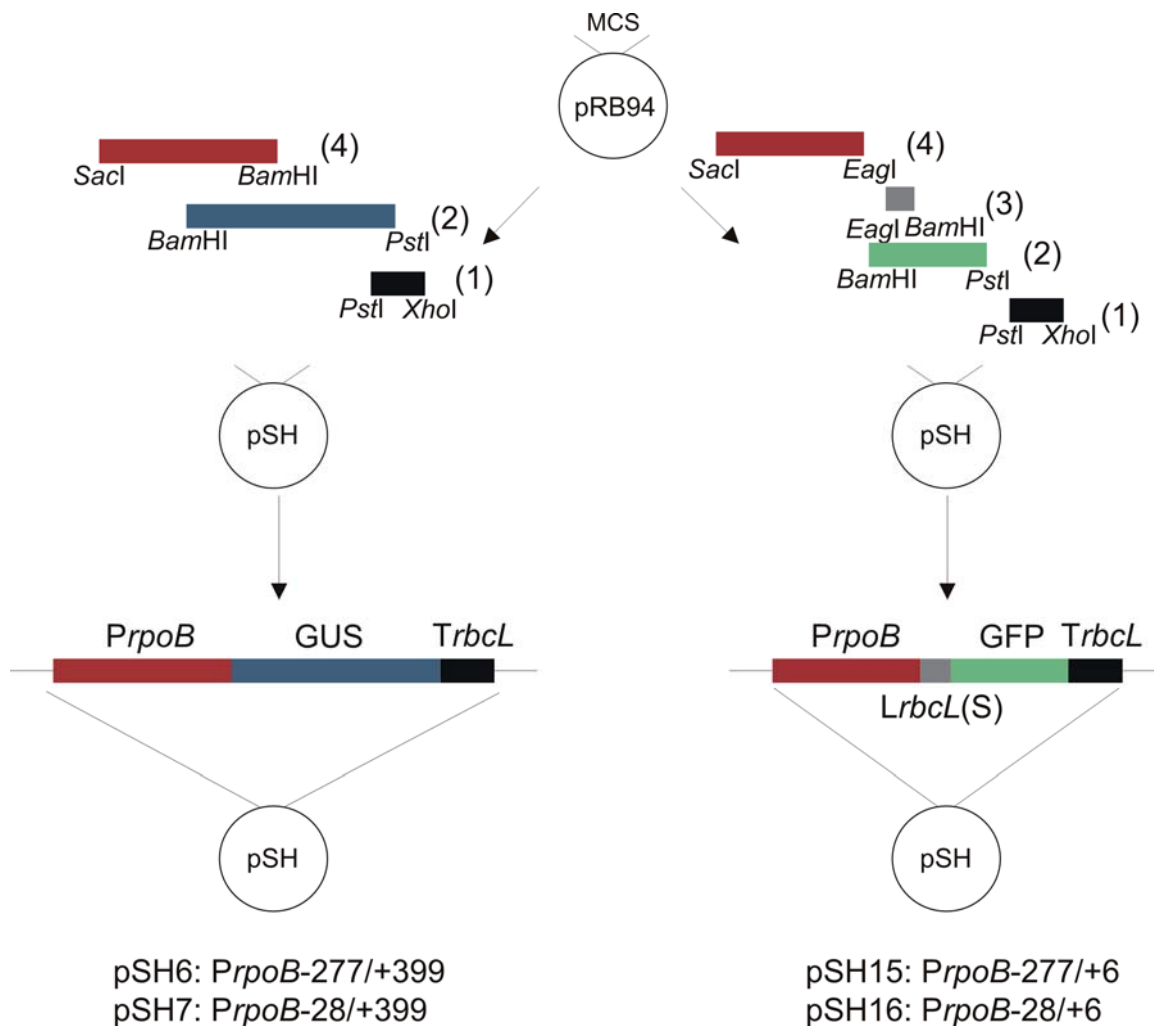 MCS
pRB94
(4)
SacI BamHI
(2)
BamHI PstI
(1)
PstI XhoI
(4)
SacI EagI
(3)
EagI BamHI
(2)
BamHI PstI
(1)
PstI XhoI
pSH
pSH
PrpoB GUS TrbcL
PrpoB GFP TrbcL
LrbcL(S)
pSH
pSH
pSH6: PrpoB-277/+399
pSH7: PrpoB-28/+399
pSH15: PrpoB-277/+6
pSH16: PrpoB-28/+6